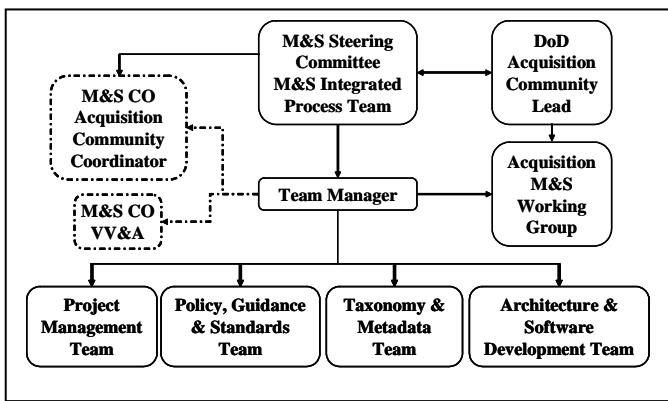 M&S Steering
Committee
M&S Integrated
Process Team
DoD
Acquisition
Community
Lead
M&S CO
Acquisition
Community
Coordinator
Team Manager
Acquisition
M&S
Working
Group
M&S CO
VV&A
Project
Management
Team
Policy, Guidance
& Standards
Team
Taxonomy &
Metadata
Team
Architecture &
Software
Development Team